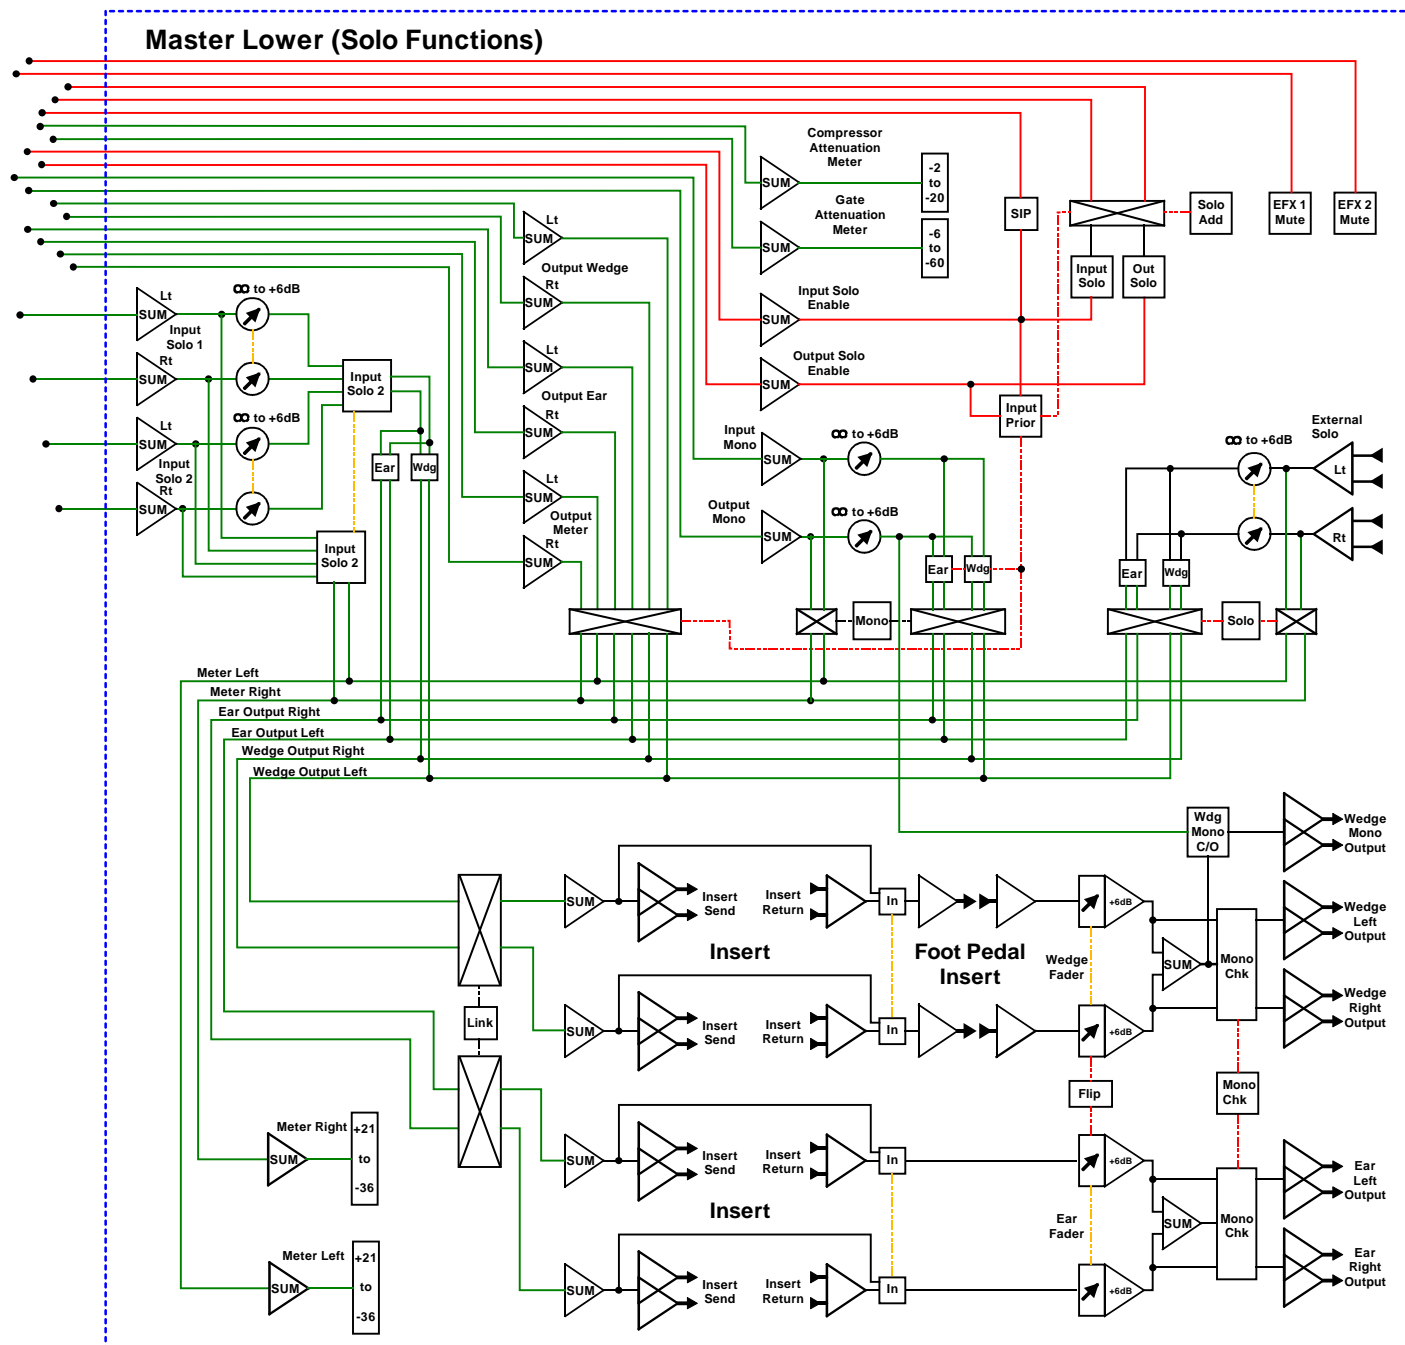 Master Lower (Solo Functions)
Compressor
Attenuation
Meter
SUM
-2
to
-20
Gate
Attenuation
Meter
SUM
-6
to
-60
SIP
Solo
Add
EFX 1
Mute
EFX 2
Mute
Input
Solo
Out
Solo
Lt
SUM
Output Wedge
Rt
SUM
Lt
SUM
Output Ear
Rt
SUM
Lt
SUM
Output
Meter
Rt
SUM
Input Solo
Enable
SUM
Output Solo
Enable
SUM
Input
Prior
∞ to +6dB
Lt
SUM
Input
Solo 1
Rt
SUM
∞ to +6dB
Lt
SUM
Input
Solo 2
Rt
SUM
Input
Solo 2
Ear
Wdg
Input
Solo 2
Input
Mono
SUM
∞ to +6dB
Output
Mono
SUM
∞ to +6dB
Ear
Wdg
Mono
External
Solo
∞ to +6dB
Lt
Rt
Ear
Wdg
Solo
Meter Left
Meter Right
Ear Output Right
Ear Output Left
Wedge Output Right
Wedge Output Left
Wdg
Mono
C/O
Wedge
Mono
Output
SUM
Insert
Send
Insert
Return
In
+6dB
Wedge
Left
Output
Insert
Foot Pedal
Insert
Wedge
Fader
SUM
Mono
Chk
Link
SUM
Insert
Send
Insert
Return
In
+6dB
Wedge
Right
Output
Flip
Mono
Chk
Meter Right
SUM
+21
to
-36
SUM
Insert
Send
Insert
Return
In
+6dB
Ear
Left
Output
Insert
Ear
Fader
SUM
Mono
Chk
Meter Left
SUM
+21
to
-36
SUM
Insert
Send
Insert
Return
In
+6dB
Ear
Right
Output